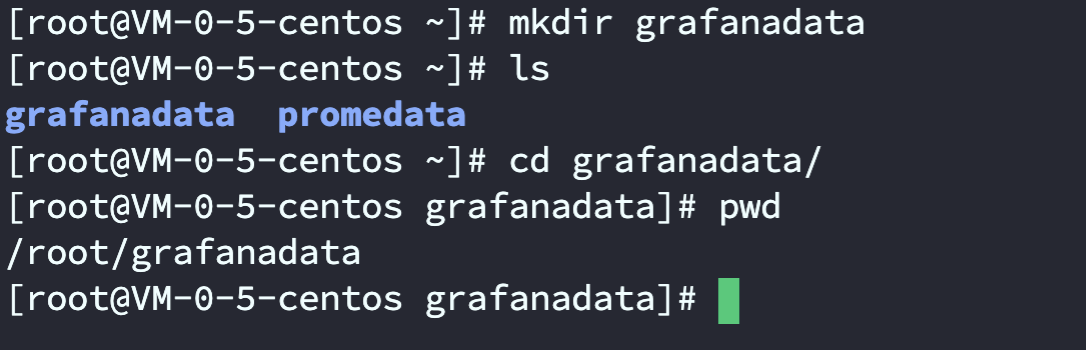 [root@VM-0-5-centos ~]# mkdir grafanadata
[root@VM-0-5-centos ~]# ls
grafanadata  promedata
[root@VM-0-5-centos ~]# cd grafanadata/
[root@VM-0-5-centos grafanadata]# pwd
/root/grafanadata
[root@VM-0-5-centos grafanadata]#